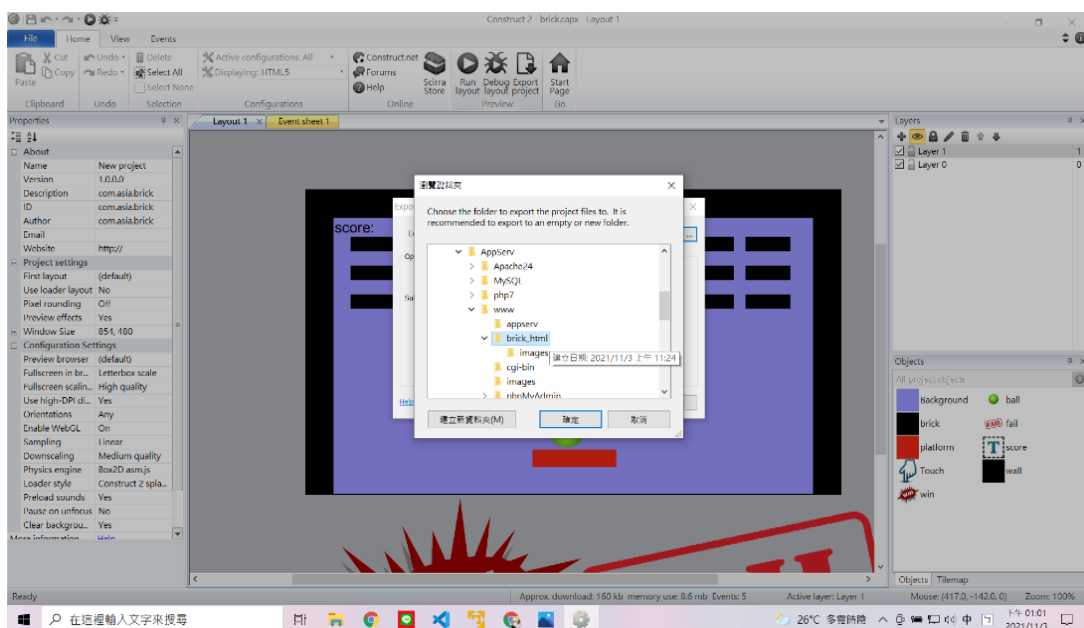 Construct 2 brick.capx Layout 1
File Home View Events
Cut Undo Delete Active configurations: All Construct.net
Copy Redo Select All Displaying: HTML5 Forums
Paste Select None Help Scirra Store Run layout Debug layout Export project Start Page
Clipboard Undo Selection Configurations Online Preview Go
Properties
About
Name New project
Version 1.0.0.0
Description com.asia.brick
ID com.asia.brick
Author com.asia.brick
Email
Website http://
Project settings
First layout (default)
Use loader layout No
Pixel rounding Off
Preview effects Yes
Window Size 854, 480
Configuration Settings
Preview browser (default)
Fullscreen in br... Letterbox scale
Fullscreen scalin... High quality
Use high-DPI di... Yes
Orientations Any
Enable WebGL On
Sampling Linear
Downscaling Medium quality
Physics engine Box2D asm.js
Loader style Construct 2 spla...
Preload sounds Yes
Pause on unfocus No
Clear backgrou... Yes
More information Help
Layout 1 Event sheet 1
score:
Expo
Help
瀏覽資料夾
Choose the folder to export the project files to. It is
recommended to export to an empty or new folder.
AppServ
Apache24
MySQL
php7
www
appserv
brick_html
images
建立日期: 2021/11/3 上午 11:24
cgi-bin
images
phpMyAdmin
建立新資料夾(M) 確定 取消
Layers
Layer 1 1
Layer 0 0
Objects
All project objects
Background ball
brick fail
platform score
Touch wall
win
Objects Tilemap
Ready Approx. download: 160 kb memory use: 8.6 mb Events: 5 Active layer: Layer 1 Mouse: (417.0, -142.0, 0) Zoom: 100%
在這裡輸入文字來搜尋
26°C 多雲時陰 中 下午 01:01
2021/11/3